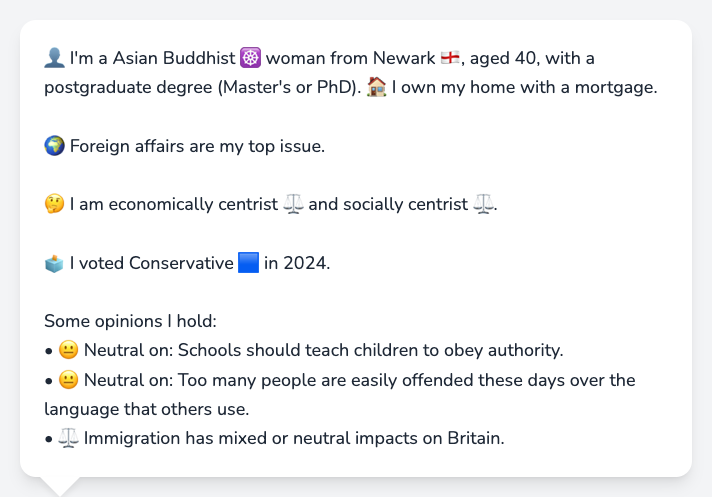 👤 I'm a Asian Buddhist ☸️ woman from Newark 🏴󠁧󠁢󠁥󠁮󠁧󠁿, aged 40, with a
postgraduate degree (Master's or PhD). 🏠 I own my home with a mortgage.
🌍 Foreign affairs are my top issue.
🤔 I am economically centrist ⚖️ and socially centrist ⚖️.
🗳️ I voted Conservative 🟦 in 2024.
Some opinions I hold:
• 😐 Neutral on: Schools should teach children to obey authority.
• 😐 Neutral on: Too many people are easily offended these days over the
language that others use.
• ⚖️ Immigration has mixed or neutral impacts on Britain.